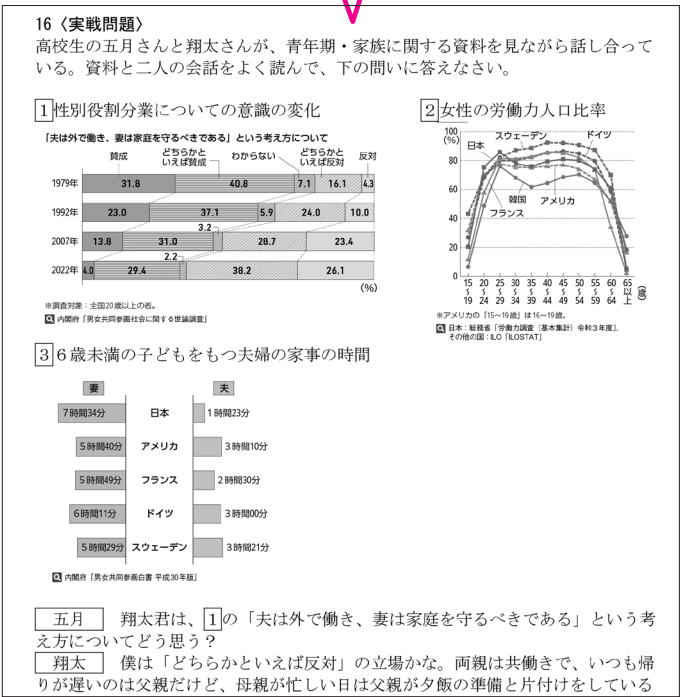 16〈実戦問題〉
高校生の五月さんと翔太さんが、青年期・家族に関する資料を見ながら話し合って
いる。資料と二人の会話をよく読んで、下の問いに答えなさい。
1 性別役割分業についての意識の変化
「夫は外で働き、妻は家庭を守るべきである」という考え方について
賛成 どちらかといえば賛成 わからない どちらかといえば反対 反対
1979年 31.8 40.8 7.1 16.1 4.3
1992年 23.0 37.1 5.9 24.0 10.0
2007年 13.8 31.0 3.2 28.7 23.4
2022年 4.0 29.4 2.2 38.2 26.1
(%)
※調査対象:全国20歳以上の者。
内閣府「男女共同参画社会に関する世論調査」
2 女性の労働力人口比率
100
(%)
80
60
40
20
0
スウェーデン
ドイツ
日本
韓国
アメリカ
フランス
15〜19 20〜24 25〜29 30〜34 35〜39 40〜44 45〜49 50〜54 55〜59 60〜64 65以上 (歳)
※アメリカの「15〜19歳」は16〜19歳。
日本:総務省「労働力調査(基本集計)令和3年度」、
その他の国:ILO「ILOSTAT」
3 6歳未満の子どもをもつ夫婦の家事の時間
妻 夫
7時間34分 日本 1時間23分
5時間40分 アメリカ 3時間10分
5時間49分 フランス 2時間30分
6時間11分 ドイツ 3時間00分
5時間29分 スウェーデン 3時間21分
内閣府「男女共同参画白書 平成30年版」
五月 翔太君は、1の「夫は外で働き、妻は家庭を守るべきである」という考
え方についてどう思う?
翔太 僕は「どちらかといえば反対」の立場かな。両親は共働きで、いつも帰
りが遅いのは父親だけど、母親が忙しい日は父親が夕飯の準備と片付けをしている